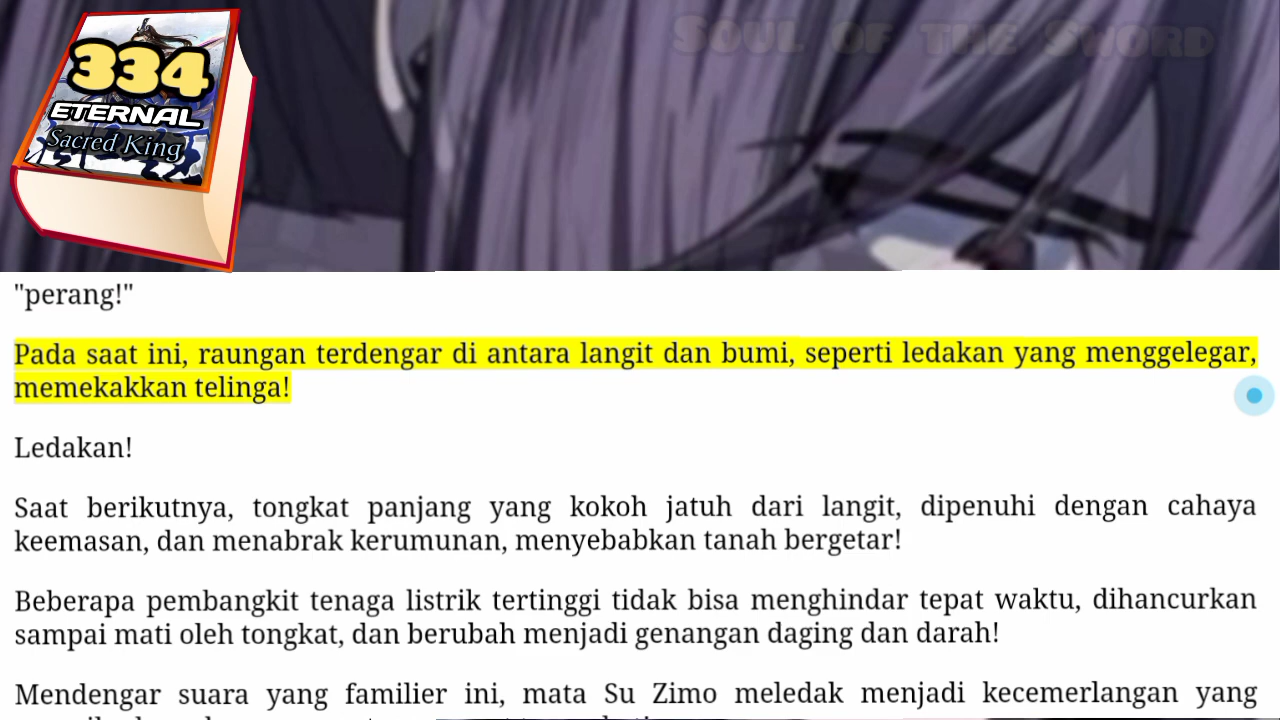 Soul of the Sword
334
ETERNAL
Sacred King
"perang!"
Pada saat ini, raungan terdengar di antara langit dan bumi, seperti ledakan yang menggelegar,
memekakkan telinga!
Ledakan!
Saat berikutnya, tongkat panjang yang kokoh jatuh dari langit, dipenuhi dengan cahaya
keemasan, dan menabrak kerumunan, menyebabkan tanah bergetar!
Beberapa pembangkit tenaga listrik tertinggi tidak bisa menghindar tepat waktu, dihancurkan
sampai mati oleh tongkat, dan berubah menjadi genangan daging dan darah!
Mendengar suara yang familier ini, mata Su Zimo meledak menjadi kecemerlangan yang